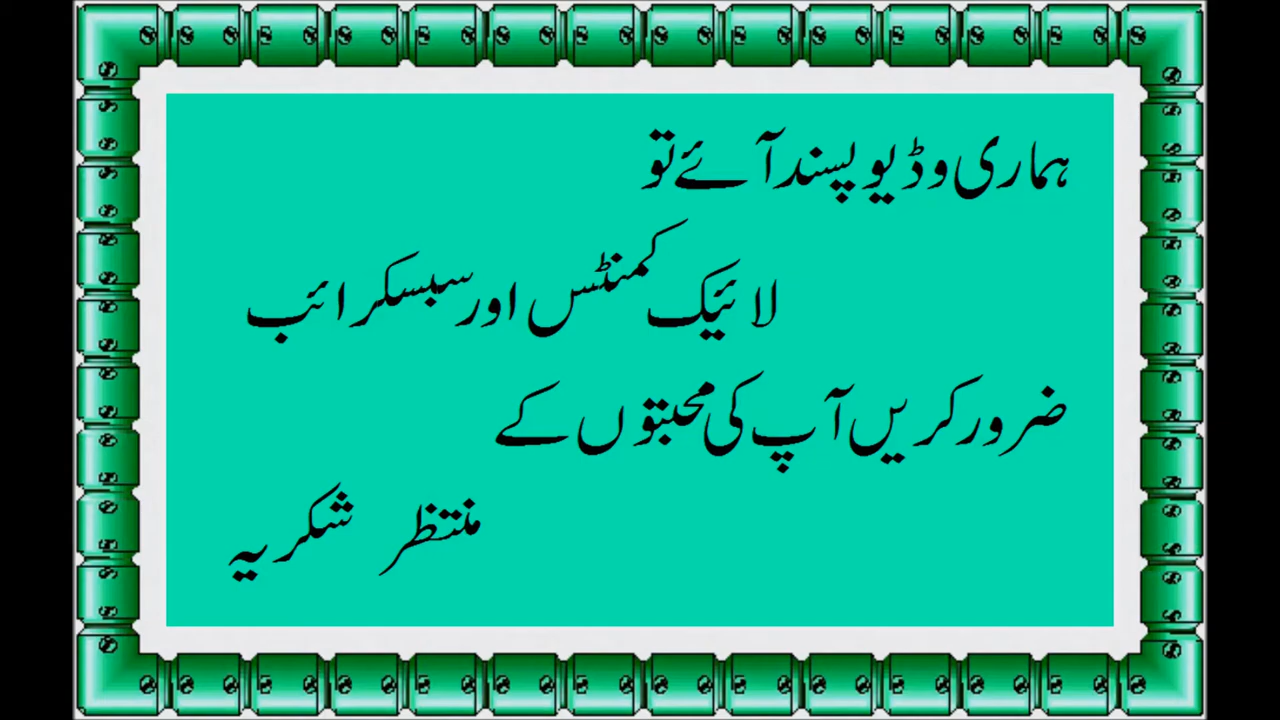 ہماری وڈیو پسند آئے تو
لائیک کمنٹس اور سبسکرائب
ضرور کریں آپ کی محبتوں کے
منتظر شکریہ